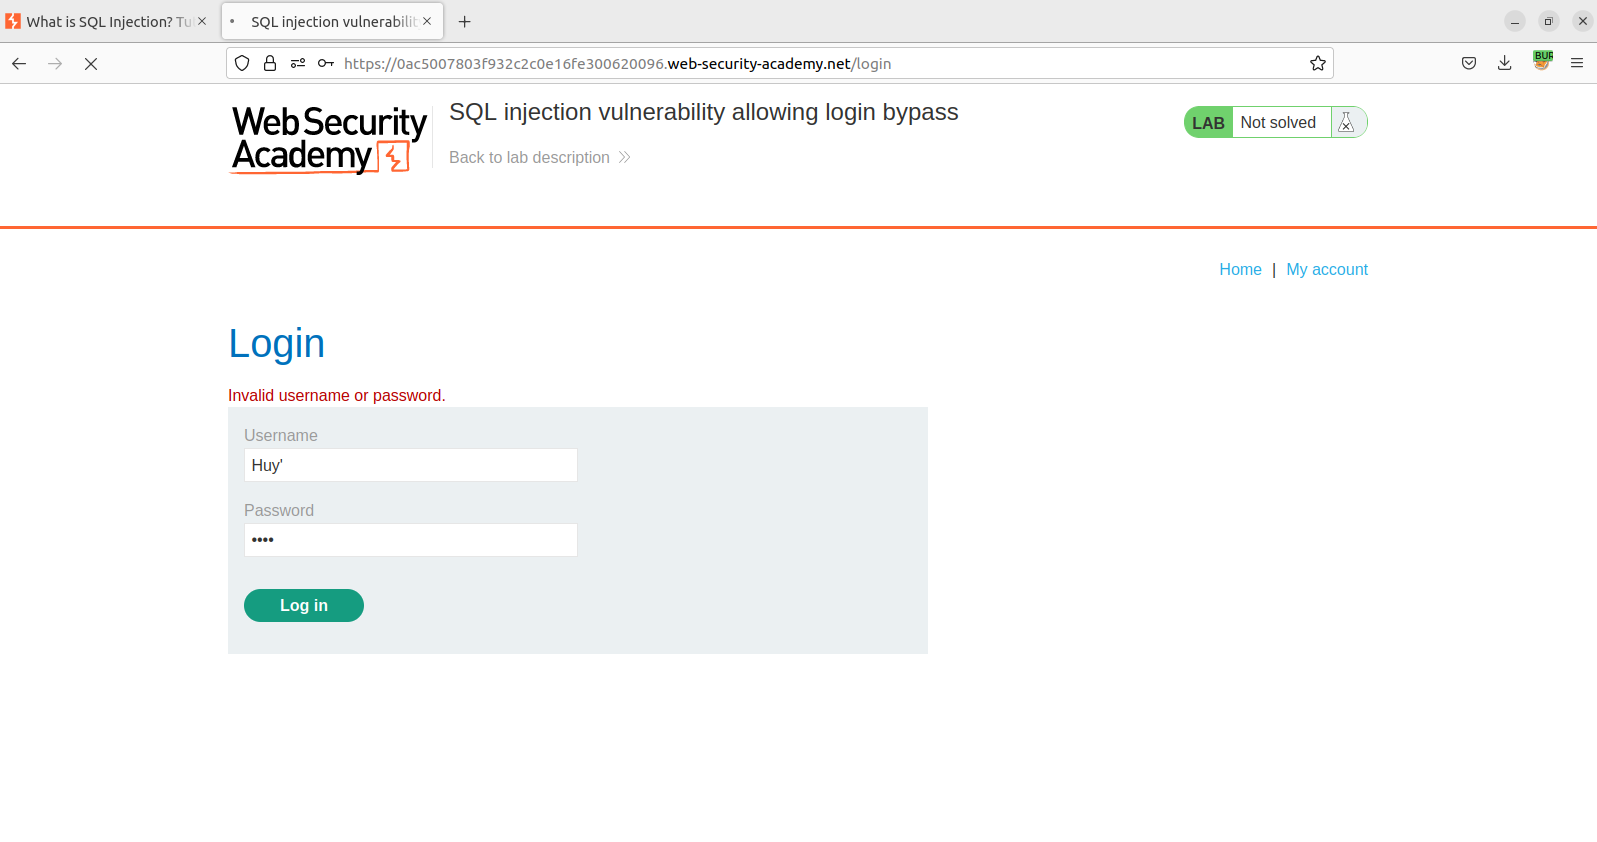 What is SQL Injection? Tu
SQL injection vulnerabilit
https://0ac5007803f932c2c0e16fe300620096.web-security-academy.net/login
BUR
Web Security
Academy
SQL injection vulnerability allowing login bypass
Back to lab description
LAB Not solved
Home | My account
Login
Invalid username or password.
Username
Huy'
Password
••••
Log in